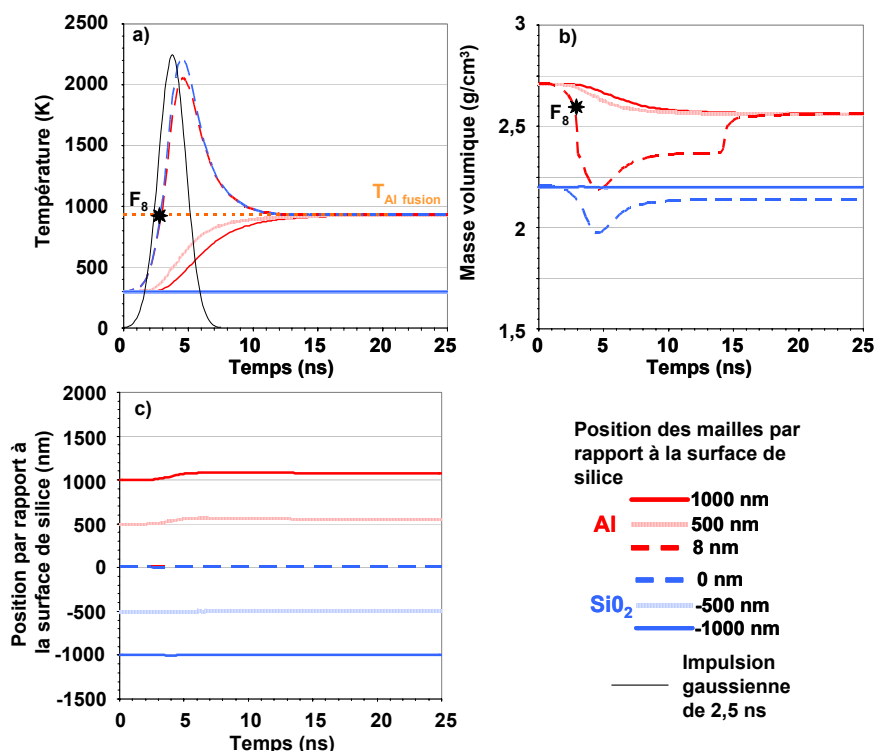 a)
Température (K)
2500
2000
1500
1000
500
0
F8
TAl fusion
0 5 10 15 20 25
Temps (ns)
b)
Masse volumique (g/cm³)
3
2,5
2
1,5
F8
0 5 10 15 20 25
Temps (ns)
c)
Position par rapport à
la surface de silice (nm)
2000
1500
1000
500
0
-500
-1000
-1500
0 5 10 15 20 25
Temps (ns)
Position des mailles par
rapport à la surface de
silice
Al
1000 nm
500 nm
8 nm
Si0₂
0 nm
-500 nm
-1000 nm
Impulsion
gaussienne
de 2,5 ns